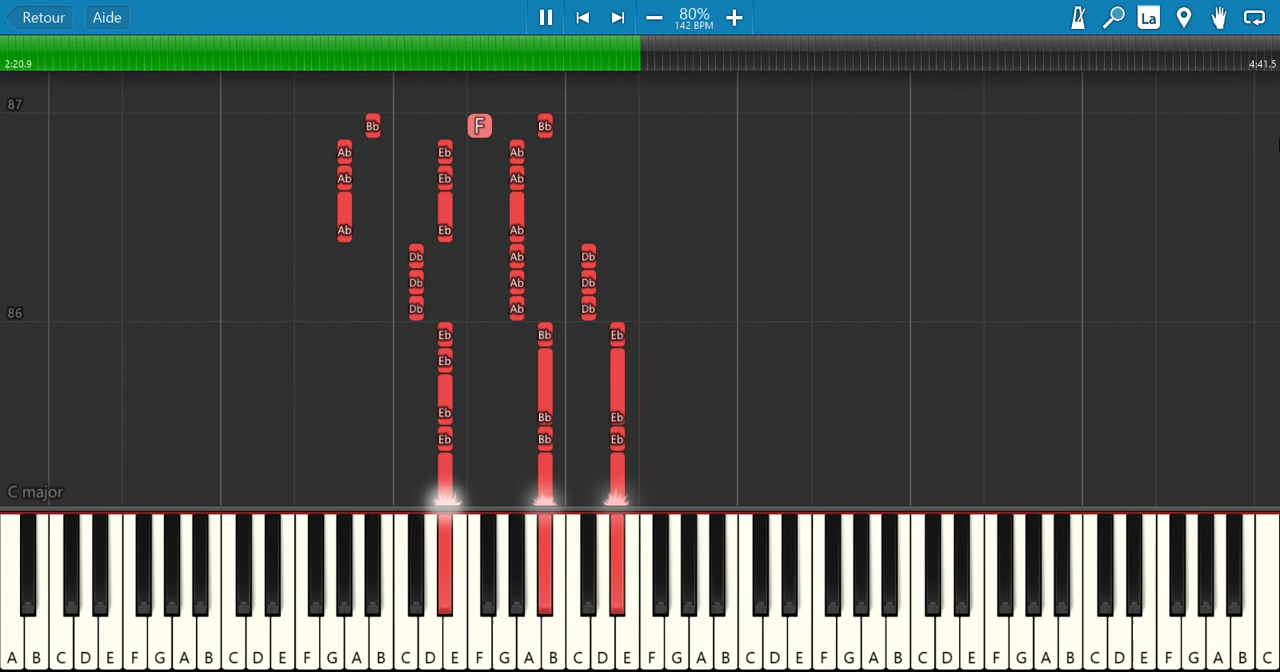 Retour Aide 80% 142 BPM La
2:20.9 4:41.5
87
Bb F Bb
Ab Eb Ab
Ab Eb Ab
Ab Eb Ab
Db Ab Db
Db Ab Db
Db Ab Db
86
Eb Bb Eb
Eb
Eb Bb Eb
Eb Bb Eb
C major
A B C D E F G A B C D E F G A B C D E F G A B C D E F G A B C D E F G A B C D E F G A B C D E F G A B C